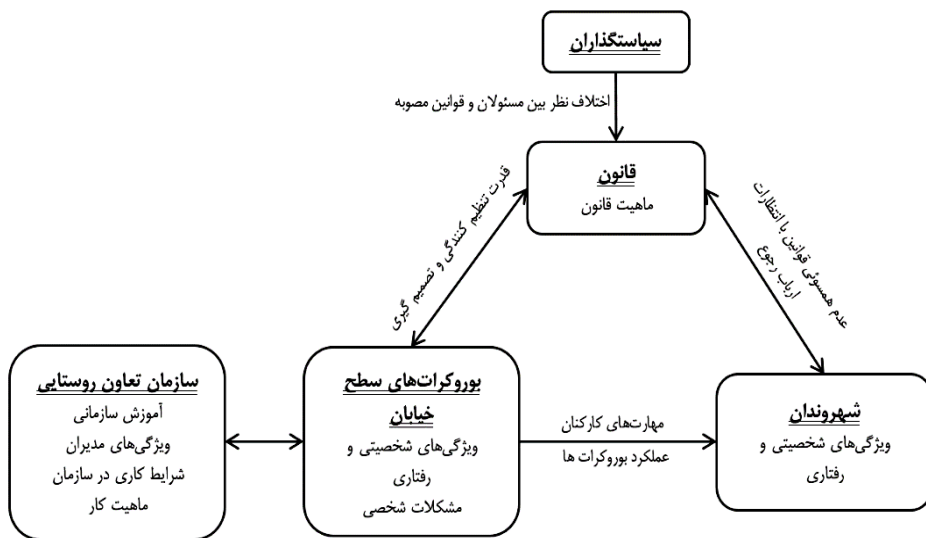 سیاستگذاران
اختلاف نظر بین مسئولان و قوانین مصوبه
قانون
ماهیت قانون
قدرت تنظیم کنندگی و تصمیم گیری
عدم همسوئی قوانین با انتظارات
ارباب رجوع
سازمان تعاون روستایی
آموزش سازمانی
ویژگی‌های مدیران
شرایط کاری در سازمان
ماهیت کار
بوروکرات‌های سطح
خیابان
ویژگی‌های شخصیتی و
رفتاری
مشکلات شخصی
مهارت‌های کارکنان
عملکرد بوروکرات ها
شهروندان
ویژگی‌های شخصیتی و
رفتاری